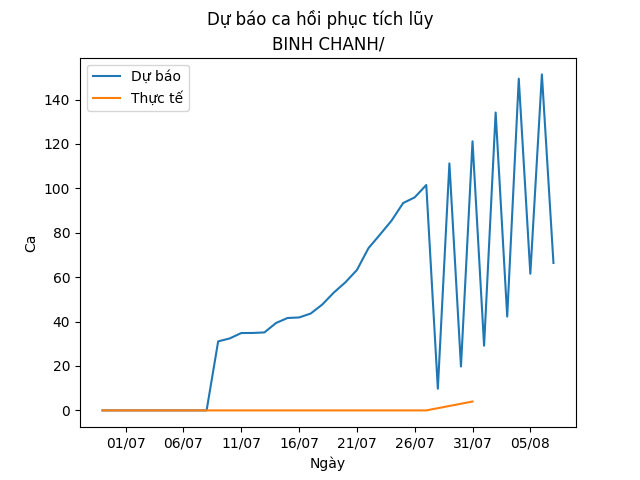 Dự báo ca hồi phục tích lũy
BINH CHANH/
Dự báo
Thực tế
Ca
140
120
100
80
60
40
20
0
01/07 06/07 11/07 16/07 21/07 26/07 31/07 05/08
Ngày